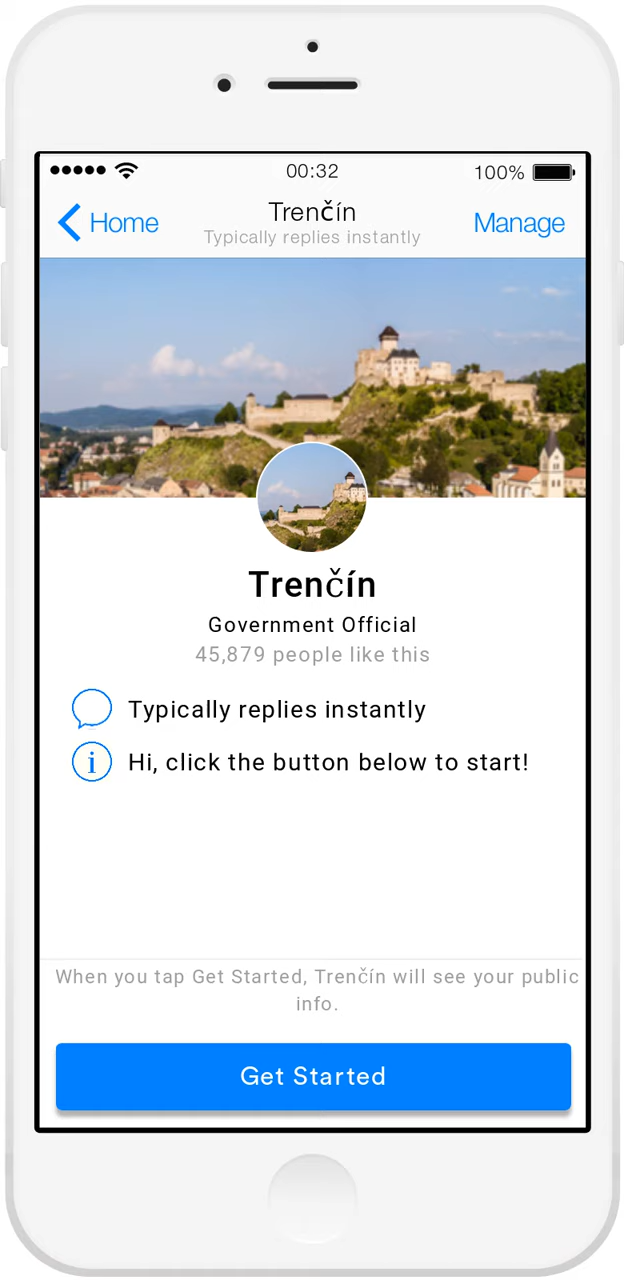 00:32
100%
Home
Trenčín
Manage
Typically replies instantly
Trenčín
Government Official
45,879 people like this
Typically replies instantly
i Hi, click the button below to start!
When you tap Get Started, Trenčín will see your public
info.
Get Started